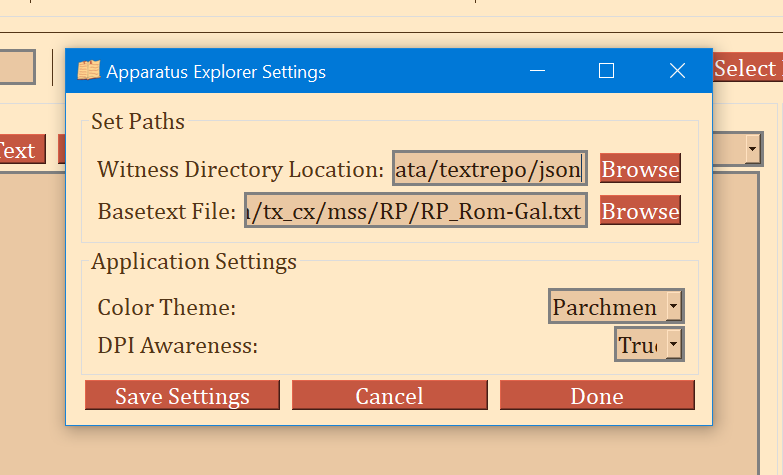 Apparatus Explorer Settings
Select
Text
Set Paths
Witness Directory Location: ata/textrepo/json Browse
Basetext File: /tx_cx/mss/RP/RP_Rom-Gal.txt Browse
Application Settings
Color Theme: Parchmen
DPI Awareness: True
Save Settings Cancel Done